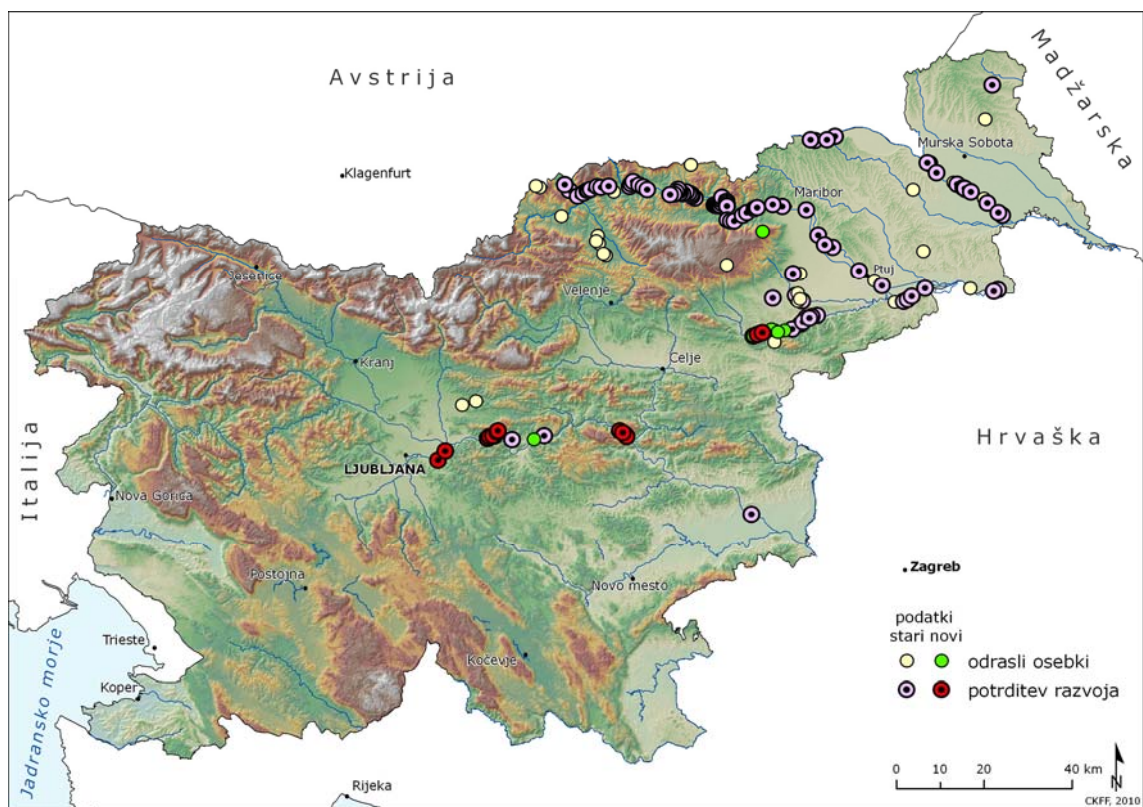 Avstrija
Madžarska
Murska Sobota
Klagenfurt
Maribor
Jesenice
Ptuj
Velenje
Kranj
Celje
Hrvaška
LJUBLJANA
Italija
Nova Gorica
Zagreb
Postojna
Novo mesto
podatki
stari novi
Trieste
Kočevje
odrasli osebki
Koper
potrditev razvoja
Jadransko morje
Rijeka
0 10 20 40 km
N
CKFF, 2010